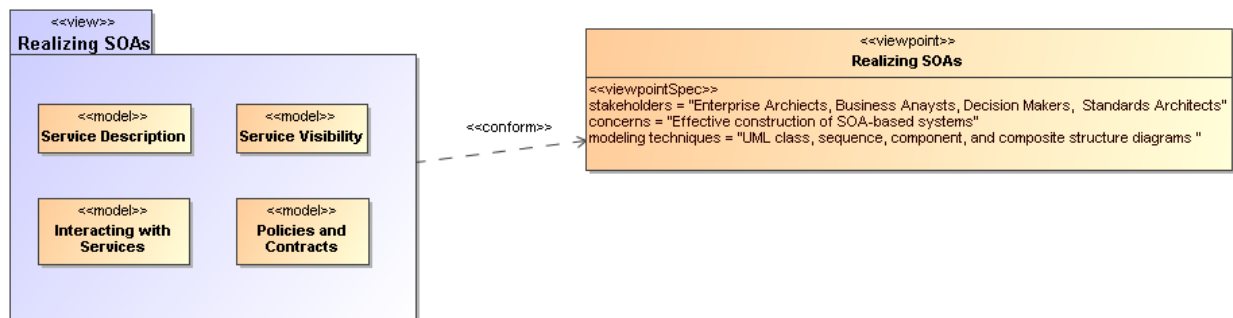 <<view>>
Realizing SOAs
<<model>>
Service Description
<<model>>
Service Visibility
<<model>>
Interacting with
Services
<<model>>
Policies and
Contracts
<<conform>>
<<viewpoint>>
Realizing SOAs
<<viewpointSpec>>
stakeholders = "Enterprise Archiects, Business Anaysts, Decision Makers,  Standards Architects"
concerns = "Effective construction of SOA-based systems"
modeling techniques = "UML class, sequence, component, and composite structure diagrams "